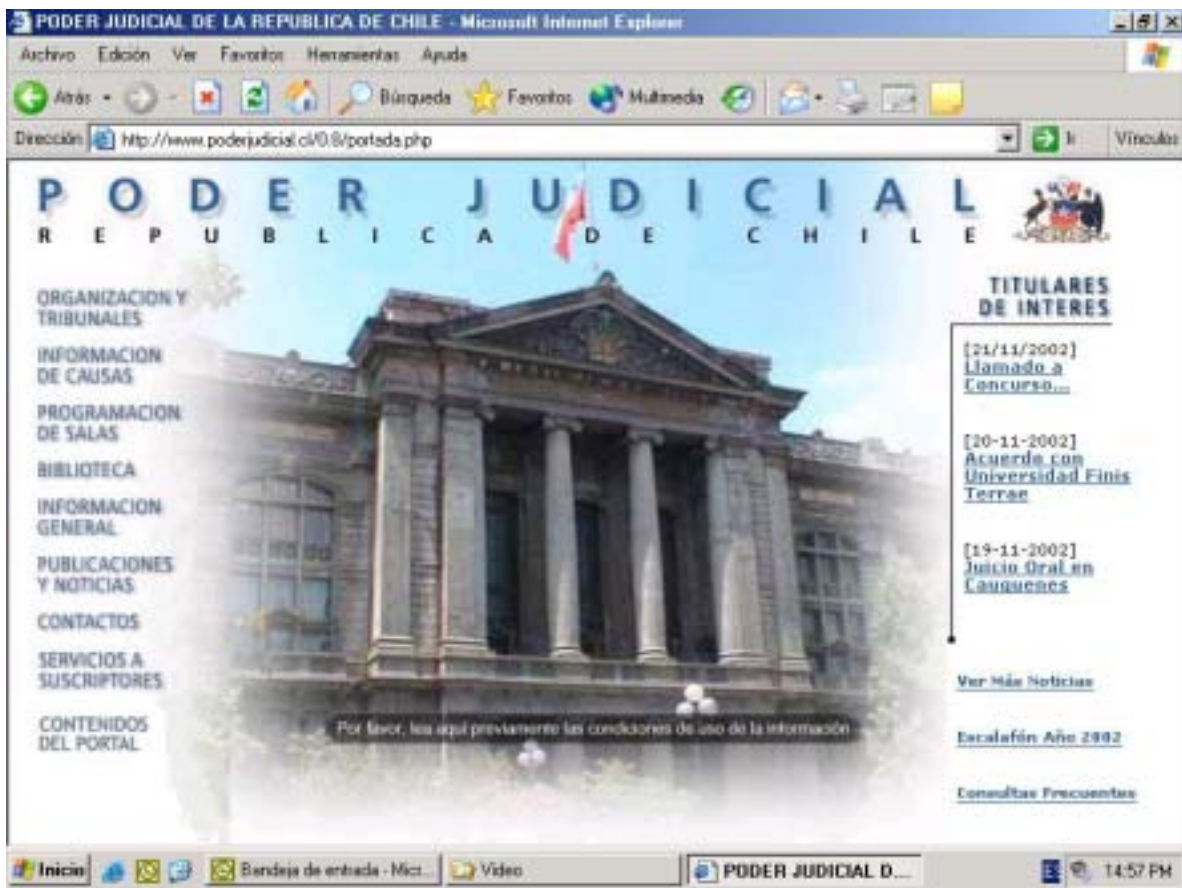 PODER JUDICIAL DE LA REPUBLICA DE CHILE - Microsoft Internet Explorer
Archivo Edición Ver Favoritos Herramientas Ayuda
Atrás Búsqueda Favoritos Multimedia
Dirección http://www.poderjudicial.cl/0.8/portada.php Ir Vínculos
PODER JUDICIAL
REPUBLICA DE CHILE
ORGANIZACION Y
TRIBUNALES
INFORMACION
DE CAUSAS
PROGRAMACION
DE SALAS
BIBLIOTECA
INFORMACION
GENERAL
PUBLICACIONES
Y NOTICIAS
CONTACTOS
SERVICIOS A
SUSCRIPTORES
CONTENIDOS
DEL PORTAL
Por favor, lea aquí previamente las condiciones de uso de la información
TITULARES
DE INTERES
[21/11/2002]
Llamado a
Concurso...
[20-11-2002]
Acuerdo con
Universidad Finis
Terrae
[19-11-2002]
Juicio Oral en
Cauquenes
Ver Más Noticias
Escalafón Año 2002
Consultas Frecuentes
Inicio Bandeja de entrada - Micr... Video PODER JUDICIAL D... ES 14:57 PM